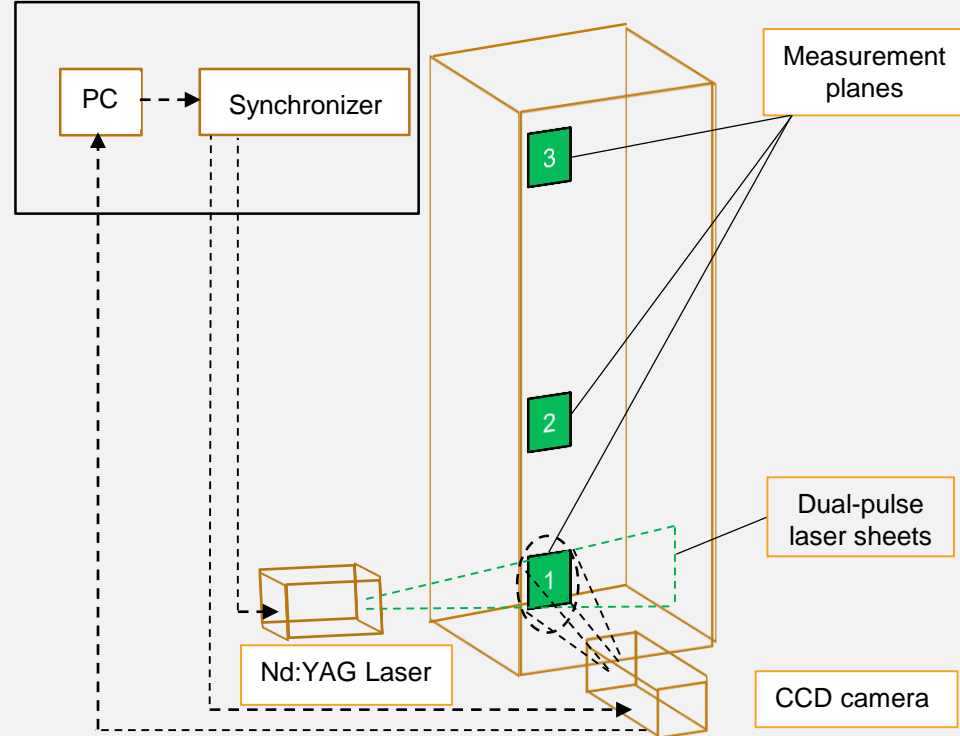 PC
Synchronizer
Measurement
planes
3
2
1
Dual-pulse
laser sheets
Nd:YAG Laser
CCD camera